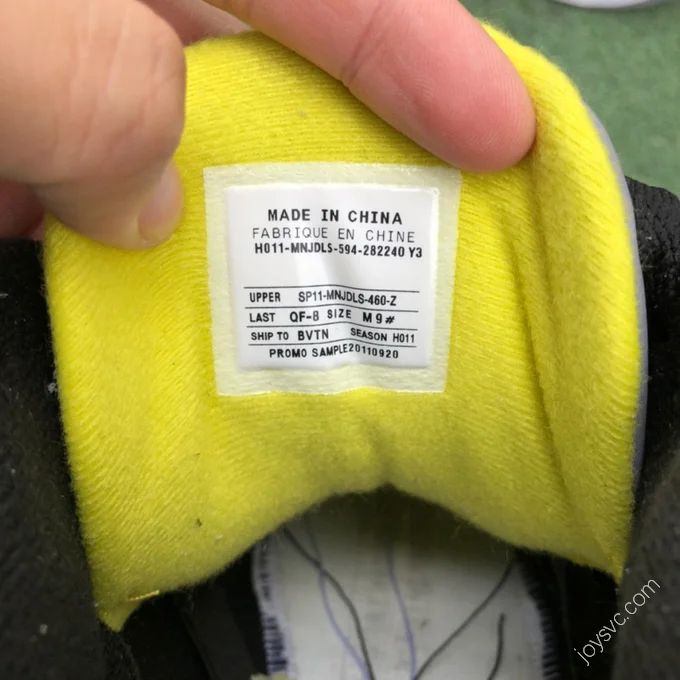 MADE IN CHINA
FABRIQUE EN CHINE
H011-MNJDLS-594-282240 Y3
UPPER SP11-MNJDLS-460-Z
LAST QF-8 SIZE M 9#
SHIP TO BVTN SEASON H011
PROMO SAMPLE20110920
joysvc.com